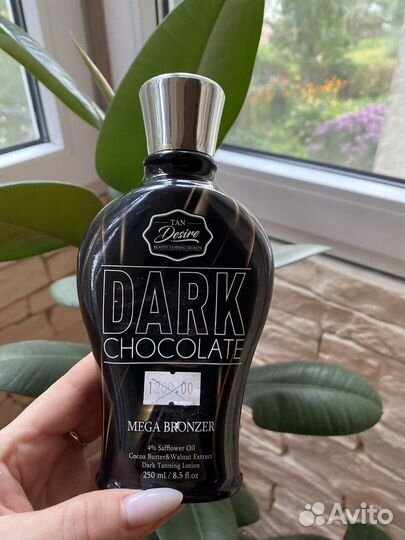 TAN
Desire
BEAUTY TANNING SECRETS
DARK
CHOCOLATE
1200.00
MEGA BRONZER
4% Safflower Oil
Cocoa Butter&Walnut Extract
Dark Tanning Lotion
250 ml / 8.5 fl.oz
Avito